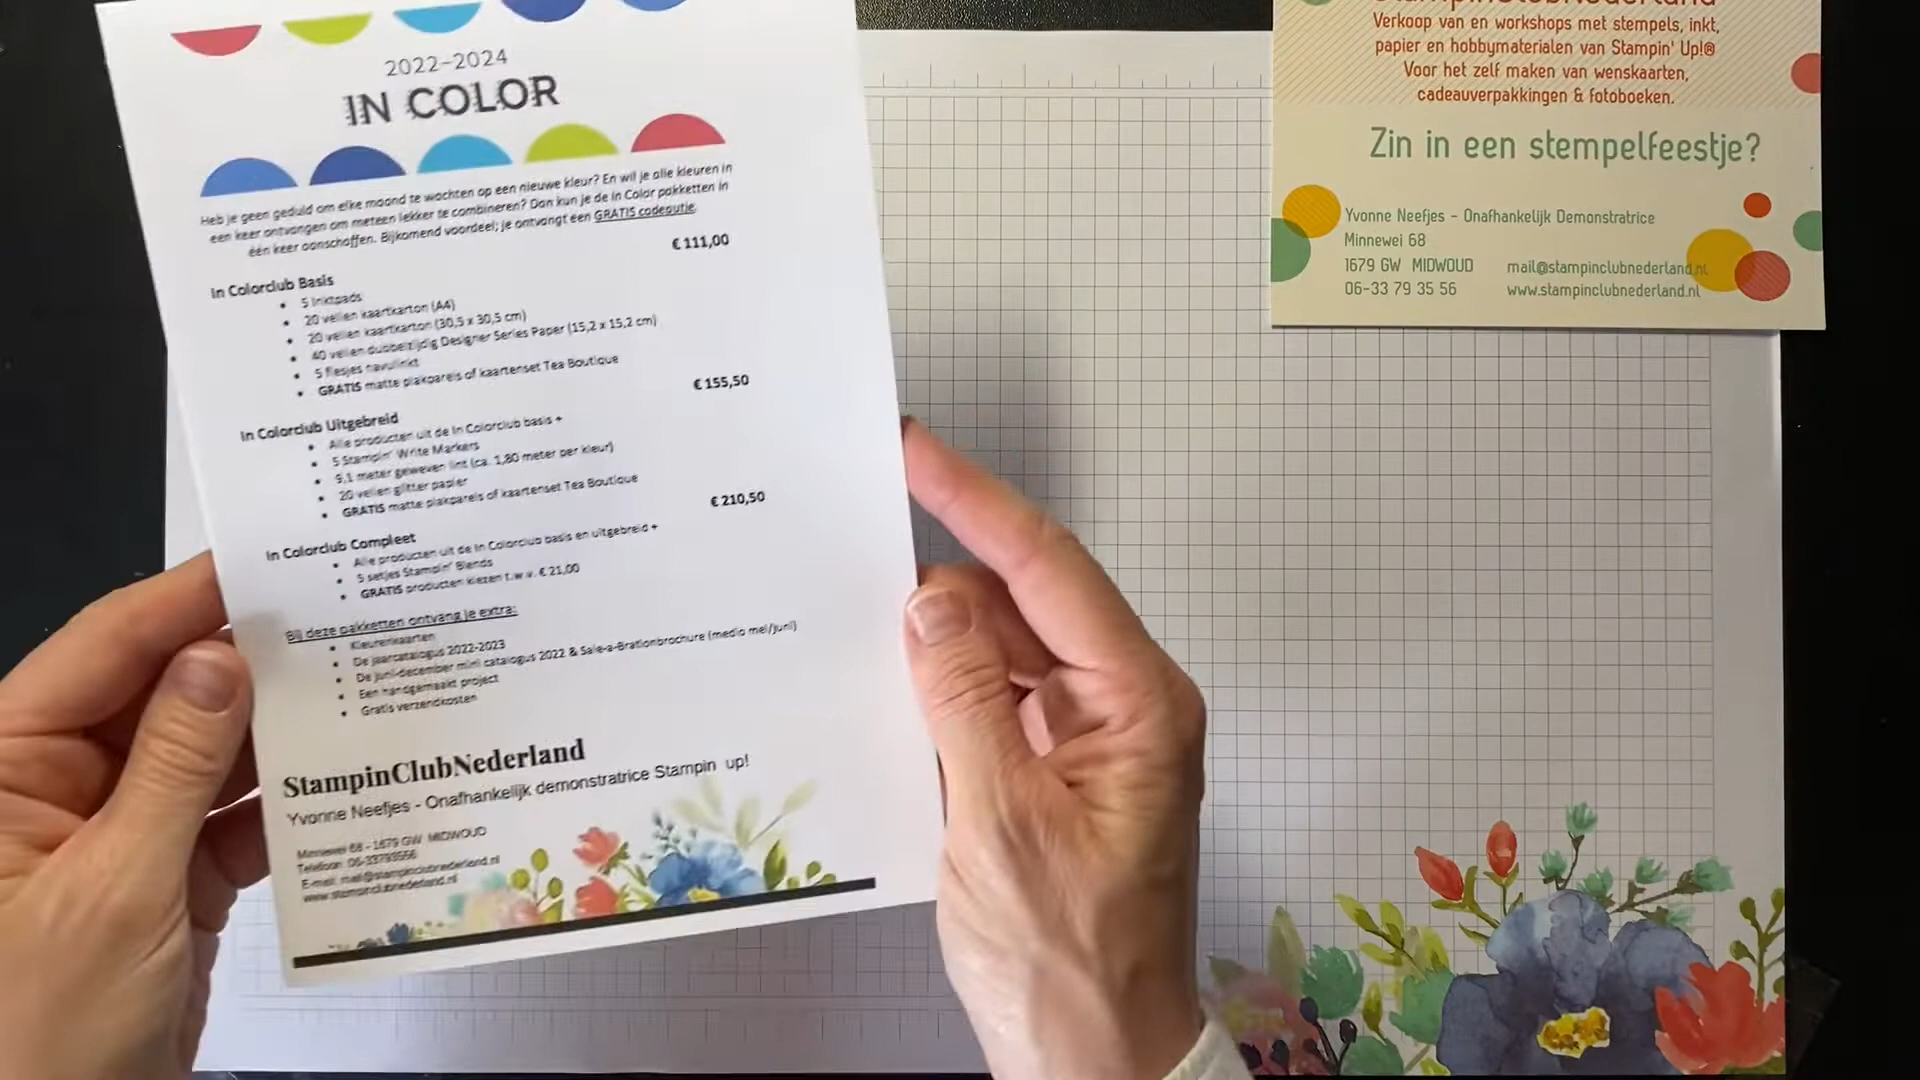 2022–2024
IN COLOR
Heb je geen geduld om elke maand te wachten op een nieuwe kleur? En wil je alle kleuren in
een keer ontvangen om meteen lekker te combineren? Dan kun je de In Color pakketten in
één keer aanschaffen. Bijkomend voordeel; je ontvangt een GRATIS cadeautje.
€ 111,00
In Colorclub Basis
• 5 Inktpads
• 20 vellen kaartkarton (A4)
• 20 vellen kaartkarton (30,5 x 30,5 cm)
• 40 vellen dubbelzijdig Designer Series Paper (15,2 x 15,2 cm)
• 5 flesjes navulinkt
• GRATIS matte plakparels of kaartenset Tea Boutique
€ 155,50
In Colorclub Uitgebreid
• Alle producten uit de In Colorclub basis +
• 5 Stampin' Write Markers
• 9,1 meter geweven lint (ca. 1,80 meter per kleur)
• 20 vellen glitter papier
• GRATIS matte plakparels of kaartenset Tea Boutique
€ 210,50
In Colorclub Compleet
• Alle producten uit de In Colorclub basis en uitgebreid +
• 5 setjes Stampin' Blends
• GRATIS producten kiezen t.w.v. € 21,00
Bij deze pakketten ontvang je extra:
• Kleurenkaarten
• De jaarcatalogus 2022-2023
• De juni-december mini catalogus 2022 & Sale-a-Brationbrochure (medio mei/juni)
• Een handgemaakt project
• Gratis verzendkosten
StampinClubNederland
Yvonne Neefjes - Onafhankelijk demonstratrice Stampin up!
Minnewei 68 - 1679 GW MIDWOUD
Telefoon: 06-33793556
E-mail: mail@stampinclubnederland.nl
www.stampinclubnederland.nl
StampinClubNederland
Verkoop van en workshops met stempels, inkt,
papier en hobbymaterialen van Stampin' Up!®
Voor het zelf maken van wenskaarten,
cadeauverpakkingen & fotoboeken.
Zin in een stempelfeestje?
Yvonne Neefjes - Onafhankelijk Demonstratrice
Minnewei 68
1679 GW MIDWOUD mail@stampinclubnederland.nl
06-33 79 35 56 www.stampinclubnederland.nl